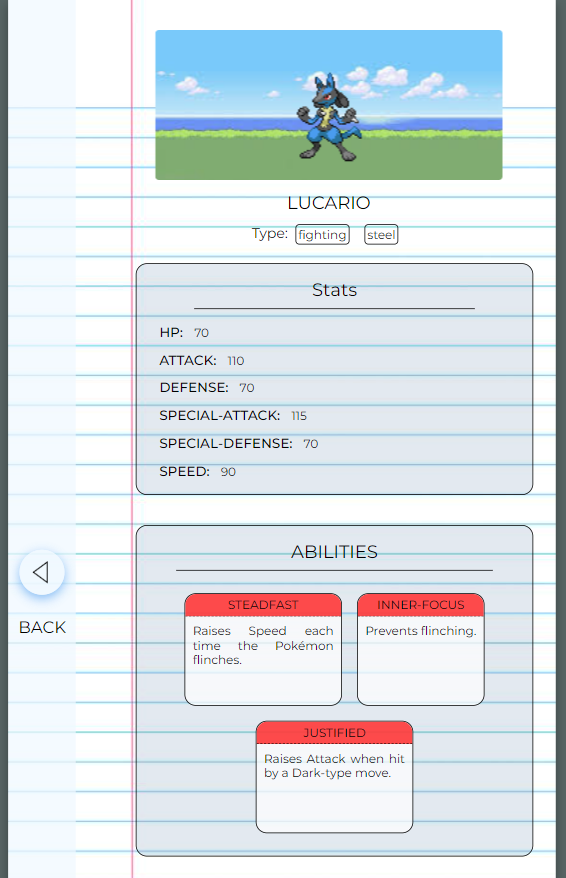 LUCARIO
Type: fighting steel
Stats
HP: 70
ATTACK: 110
DEFENSE: 70
SPECIAL-ATTACK: 115
SPECIAL-DEFENSE: 70
SPEED: 90
ABILITIES
STEADFAST
Raises Speed each
time the Pokémon
flinches.
INNER-FOCUS
Prevents flinching.
JUSTIFIED
Raises Attack when hit
by a Dark-type move.
BACK